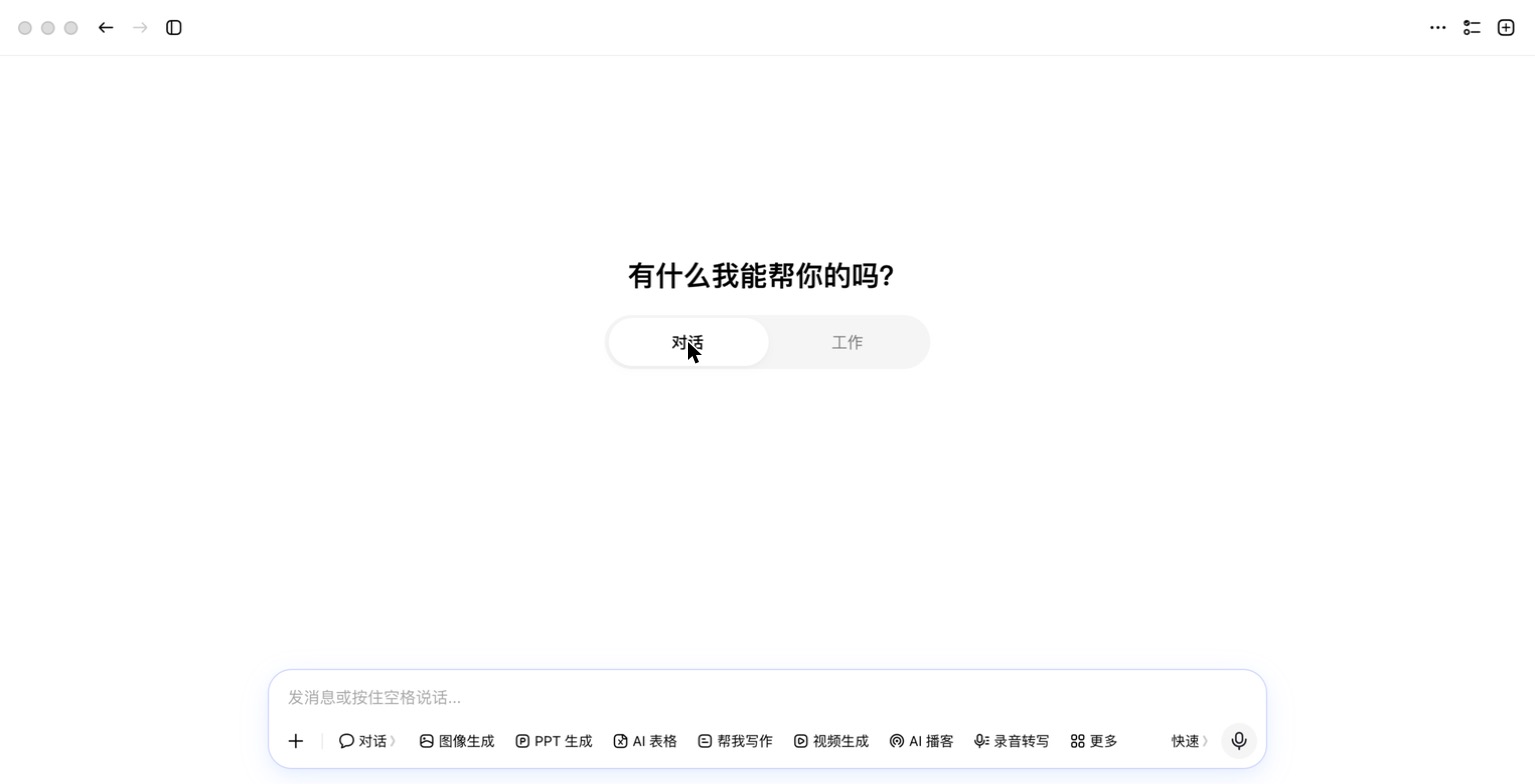 有什么我能帮你的吗?
对话 工作
发消息或按住空格说话...
对话 图像生成 PPT 生成 AI 表格 帮我写作 视频生成 AI 播客 录音转写 更多 快速